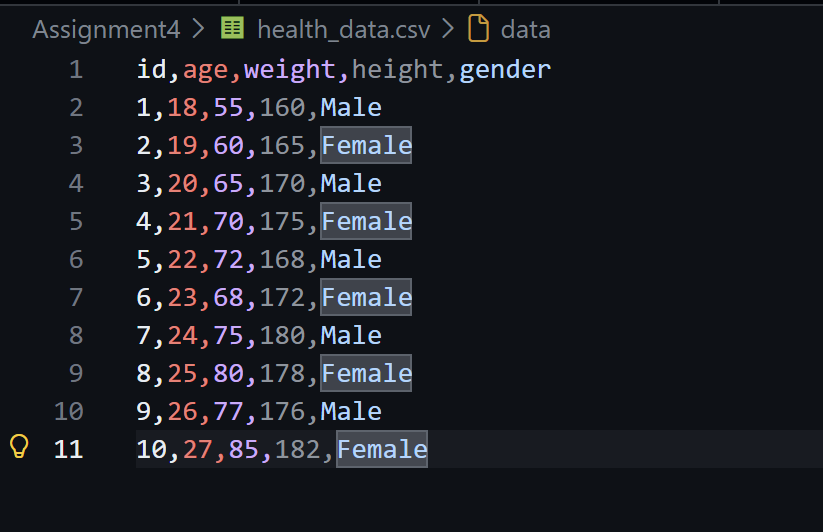 Assignment4 > health_data.csv > data
1 id,age,weight,height,gender
2 1,18,55,160,Male
3 2,19,60,165,Female
4 3,20,65,170,Male
5 4,21,70,175,Female
6 5,22,72,168,Male
7 6,23,68,172,Female
8 7,24,75,180,Male
9 8,25,80,178,Female
10 9,26,77,176,Male
11 10,27,85,182,Female